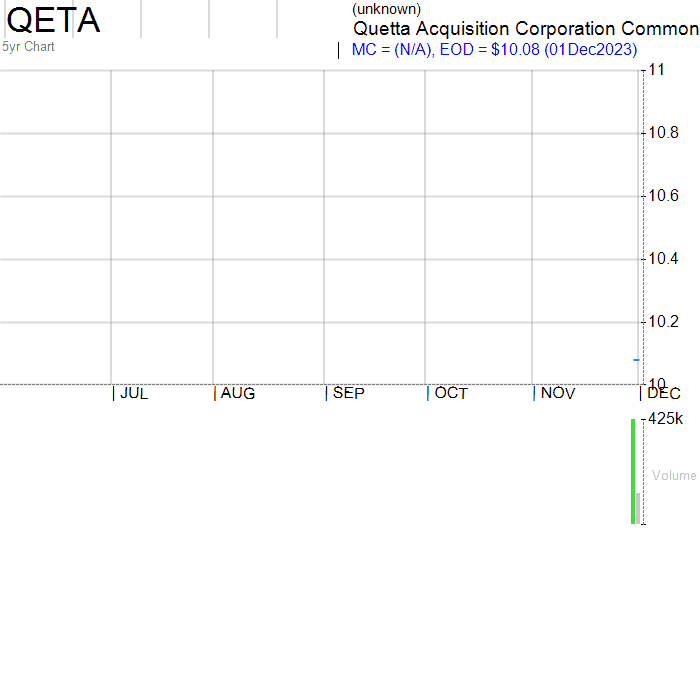 QETA
(unknown)
Quetta Acquisition Corporation Common
5yr Chart
| MC = (N/A), EOD = $10.08 (01Dec2023)
11
10.8
10.6
10.4
10.2
10
| JUL | AUG | SEP | OCT | NOV | DEC
425k
Volume